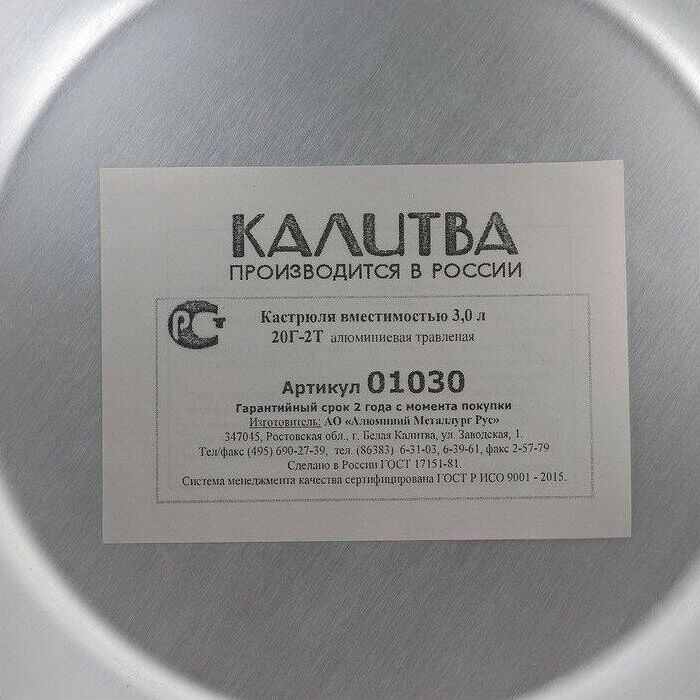 КАЛИТВА
ПРОИЗВОДИТСЯ В РОССИИ
РСТ
Кастрюля вместимостью 3,0 л
20Г-2Т алюминиевая травленая
Артикул 01030
Гарантийный срок 2 года с момента покупки
Изготовитель: АО «Алюминий Металлург Рус»
347045, Ростовская обл., г. Белая Калитва, ул. Заводская, 1.
Тел/факс (495) 690-27-39, тел. (86383) 6-31-03, 6-39-61, факс 2-57-79
Сделано в России ГОСТ 17151-81.
Система менеджмента качества сертифицирована ГОСТ Р ИСО 9001 - 2015.